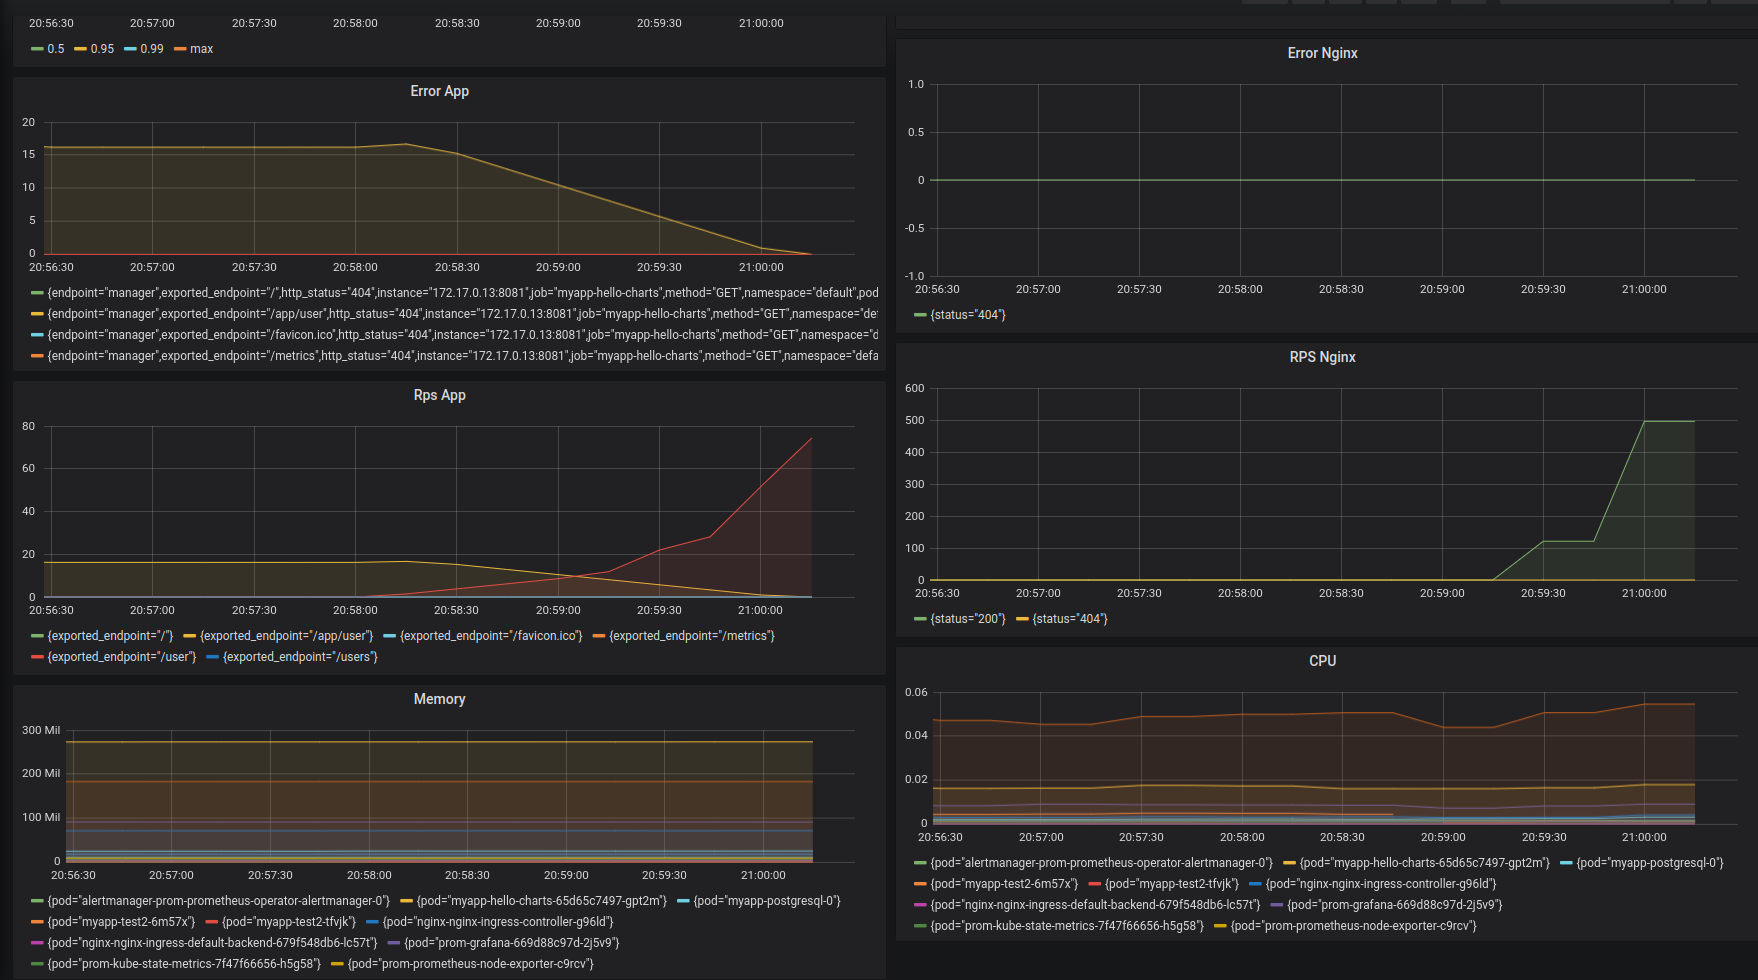 20:56:30 20:57:00 20:57:30 20:58:00 20:58:30 20:59:00 20:59:30 21:00:00
0.5 0.95 0.99 max
Error App
20
15
10
5
0
20:56:30 20:57:00 20:57:30 20:58:00 20:58:30 20:59:00 20:59:30 21:00:00
{endpoint="manager",exported_endpoint="/",http_status="404",instance="172.17.0.13:8081",job="myapp-hello-charts",method="GET",namespace="default",pod
{endpoint="manager",exported_endpoint="/app/user",http_status="404",instance="172.17.0.13:8081",job="myapp-hello-charts",method="GET",namespace="def
{endpoint="manager",exported_endpoint="/favicon.ico",http_status="404",instance="172.17.0.13:8081",job="myapp-hello-charts",method="GET",namespace="d
{endpoint="manager",exported_endpoint="/metrics",http_status="404",instance="172.17.0.13:8081",job="myapp-hello-charts",method="GET",namespace="defa
Rps App
80
60
40
20
0
20:56:30 20:57:00 20:57:30 20:58:00 20:58:30 20:59:00 20:59:30 21:00:00
{exported_endpoint="/"} {exported_endpoint="/app/user"} {exported_endpoint="/favicon.ico"} {exported_endpoint="/metrics"}
{exported_endpoint="/user"} {exported_endpoint="/users"}
Memory
300 Mil
200 Mil
100 Mil
0
20:56:30 20:57:00 20:57:30 20:58:00 20:58:30 20:59:00 20:59:30 21:00:00
{pod="alertmanager-prom-prometheus-operator-alertmanager-0"} {pod="myapp-hello-charts-65d65c7497-gpt2m"} {pod="myapp-postgresql-0"}
{pod="myapp-test2-6m57x"} {pod="myapp-test2-tfvjk"} {pod="nginx-nginx-ingress-controller-g96ld"}
{pod="nginx-nginx-ingress-default-backend-679f548db6-lc57t"} {pod="prom-grafana-669d88c97d-2j5v9"}
{pod="prom-kube-state-metrics-7f47f66656-h5g58"} {pod="prom-prometheus-node-exporter-c9rcv"}
Error Nginx
1.0
0.5
0
-0.5
-1.0
20:56:30 20:57:00 20:57:30 20:58:00 20:58:30 20:59:00 20:59:30 21:00:00
{status="404"}
RPS Nginx
600
500
400
300
200
100
0
20:56:30 20:57:00 20:57:30 20:58:00 20:58:30 20:59:00 20:59:30 21:00:00
{status="200"} {status="404"}
CPU
0.06
0.04
0.02
0
20:56:30 20:57:00 20:57:30 20:58:00 20:58:30 20:59:00 20:59:30 21:00:00
{pod="alertmanager-prom-prometheus-operator-alertmanager-0"} {pod="myapp-hello-charts-65d65c7497-gpt2m"} {pod="myapp-postgresql-0"}
{pod="myapp-test2-6m57x"} {pod="myapp-test2-tfvjk"} {pod="nginx-nginx-ingress-controller-g96ld"}
{pod="nginx-nginx-ingress-default-backend-679f548db6-lc57t"} {pod="prom-grafana-669d88c97d-2j5v9"}
{pod="prom-kube-state-metrics-7f47f66656-h5g58"} {pod="prom-prometheus-node-exporter-c9rcv"}